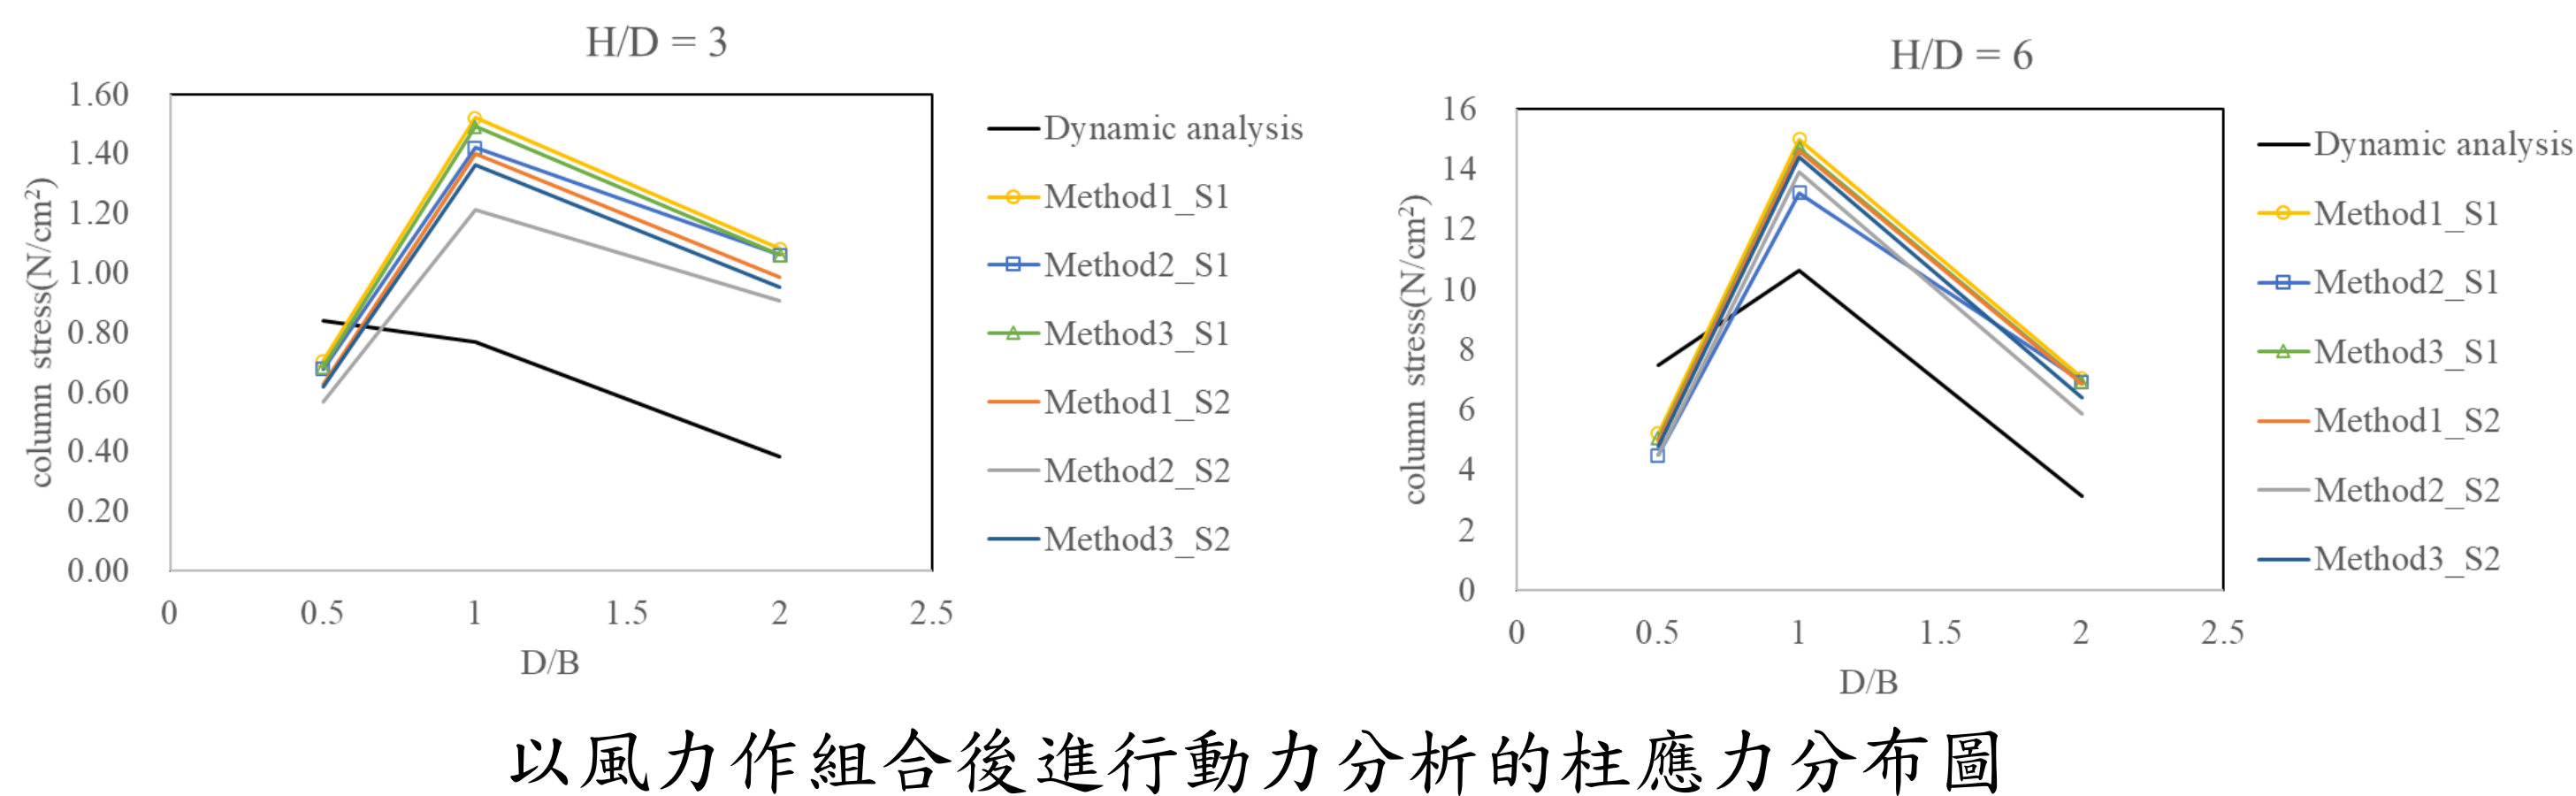 H/D = 3
1.60
1.40
1.20
1.00
0.80
0.60
0.40
0.20
0.00
column stress(N/cm²)
0 0.5 1 1.5 2 2.5
D/B
Dynamic analysis
Method1_S1
Method2_S1
Method3_S1
Method1_S2
Method2_S2
Method3_S2
H/D = 6
16
14
12
10
8
6
4
2
0
column stress(N/cm²)
0 0.5 1 1.5 2 2.5
D/B
Dynamic analysis
Method1_S1
Method2_S1
Method3_S1
Method1_S2
Method2_S2
Method3_S2
以風力作組合後進行動力分析的柱應力分布圖